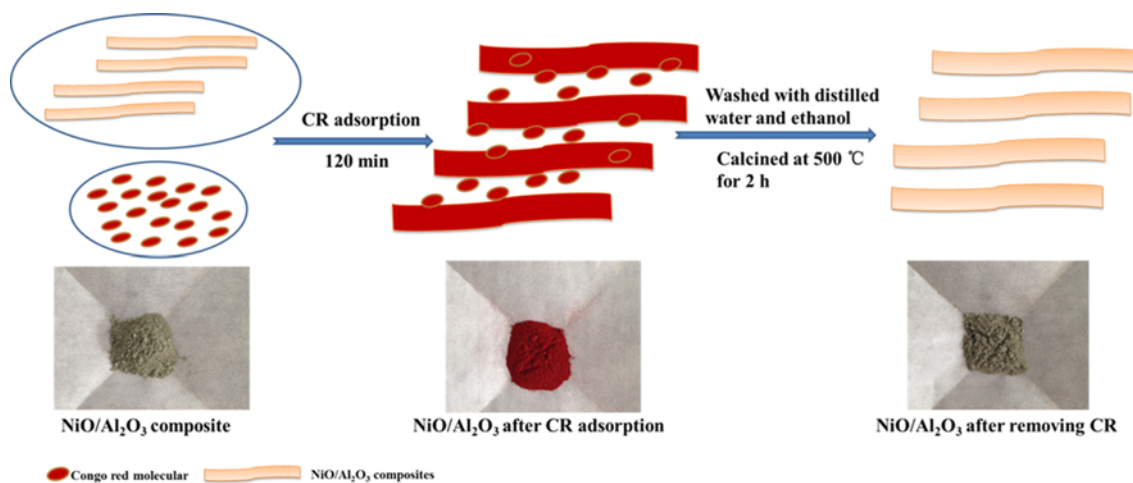 CR adsorption
120 min
Washed with distilled
water and ethanol
Calcined at 500 ℃
for 2 h
NiO/Al₂O₃ composite
NiO/Al₂O₃ after CR adsorption
NiO/Al₂O₃ after removing CR
Congo red molecular
NiO/Al₂O₃ composites